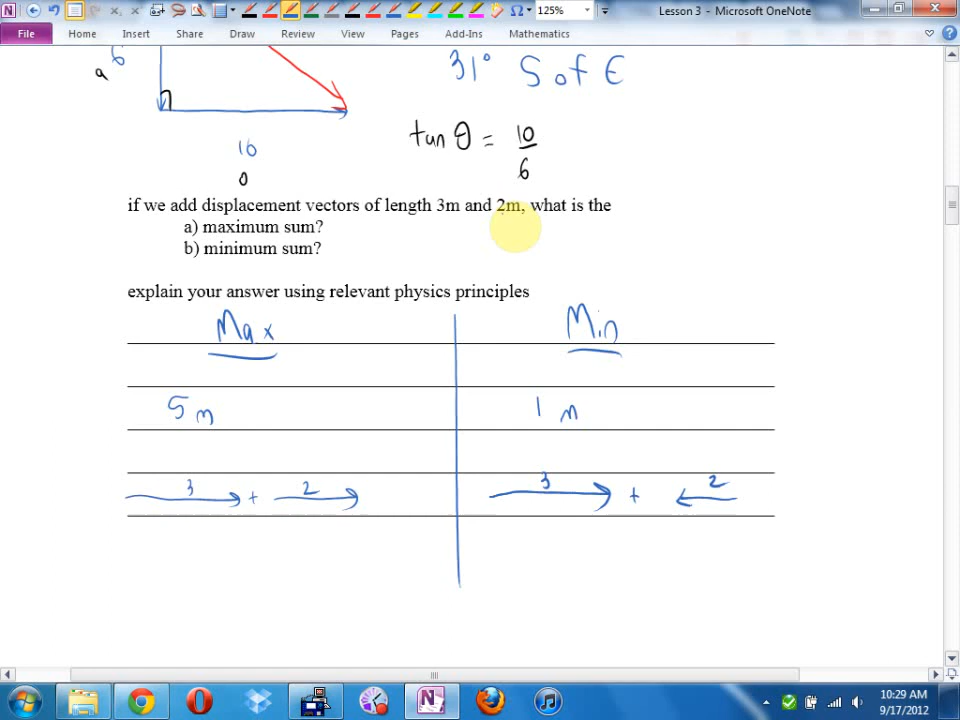 125%
Lesson 3 - Microsoft OneNote
File Home Insert Share Draw Review View Pages Add-Ins Mathematics
6
a
31° S of E
10
o
tan θ = 10/6
if we add displacement vectors of length 3m and 2m, what is the
a) maximum sum?
b) minimum sum?
explain your answer using relevant physics principles
Max Min
5 m 1 m
3 + 2 3 + 2
10:29 AM
9/17/2012